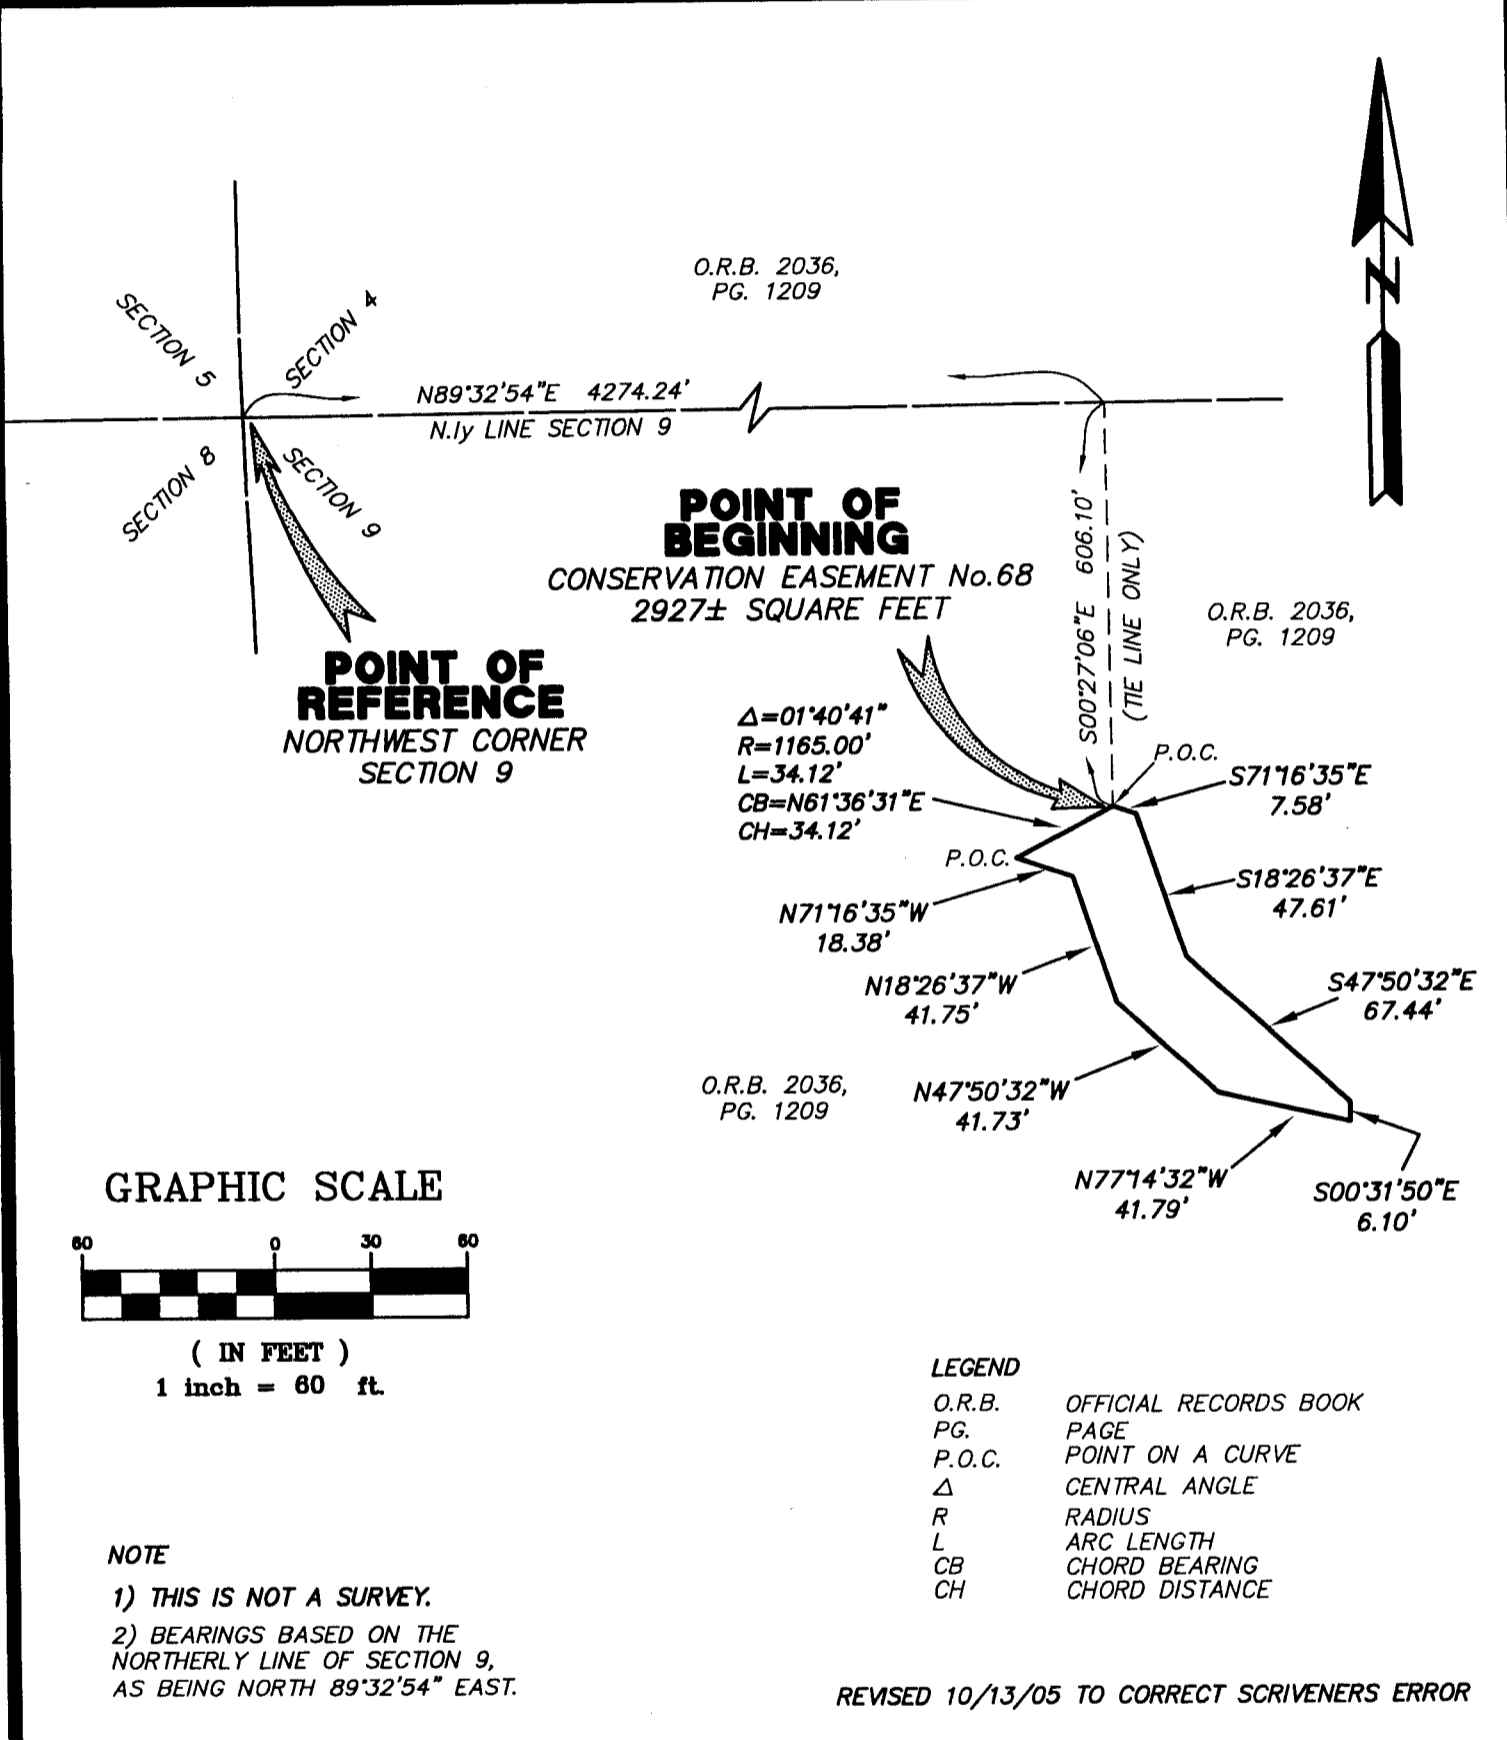 O.R.B. 2036,
PG. 1209
SECTION 5
SECTION 4
SECTION 8
SECTION 9
N89°32'54"E 4274.24'
N.ly LINE SECTION 9
N
POINT OF
REFERENCE
NORTHWEST CORNER
SECTION 9
POINT OF
BEGINNING
CONSERVATION EASEMENT No.68
2927± SQUARE FEET
S00°27'06"E 606.10'
(TIE LINE ONLY)
O.R.B. 2036,
PG. 1209
Δ=01°40'41"
R=1165.00'
L=34.12'
CB=N61°36'31"E
CH=34.12'
P.O.C.
S71°16'35"E
7.58'
P.O.C.
S18°26'37"E
47.61'
N71°16'35"W
18.38'
N18°26'37"W
41.75'
S47°50'32"E
67.44'
O.R.B. 2036,
PG. 1209
N47°50'32"W
41.73'
N77°14'32"W
41.79'
S00°31'50"E
6.10'
GRAPHIC SCALE
60 0 30 60
( IN FEET )
1 inch = 60 ft.
LEGEND
O.R.B. OFFICIAL RECORDS BOOK
PG. PAGE
P.O.C. POINT ON A CURVE
Δ CENTRAL ANGLE
R RADIUS
L ARC LENGTH
CB CHORD BEARING
CH CHORD DISTANCE
NOTE
1) THIS IS NOT A SURVEY.
2) BEARINGS BASED ON THE
NORTHERLY LINE OF SECTION 9,
AS BEING NORTH 89°32'54" EAST.
REVISED 10/13/05 TO CORRECT SCRIVENERS ERROR